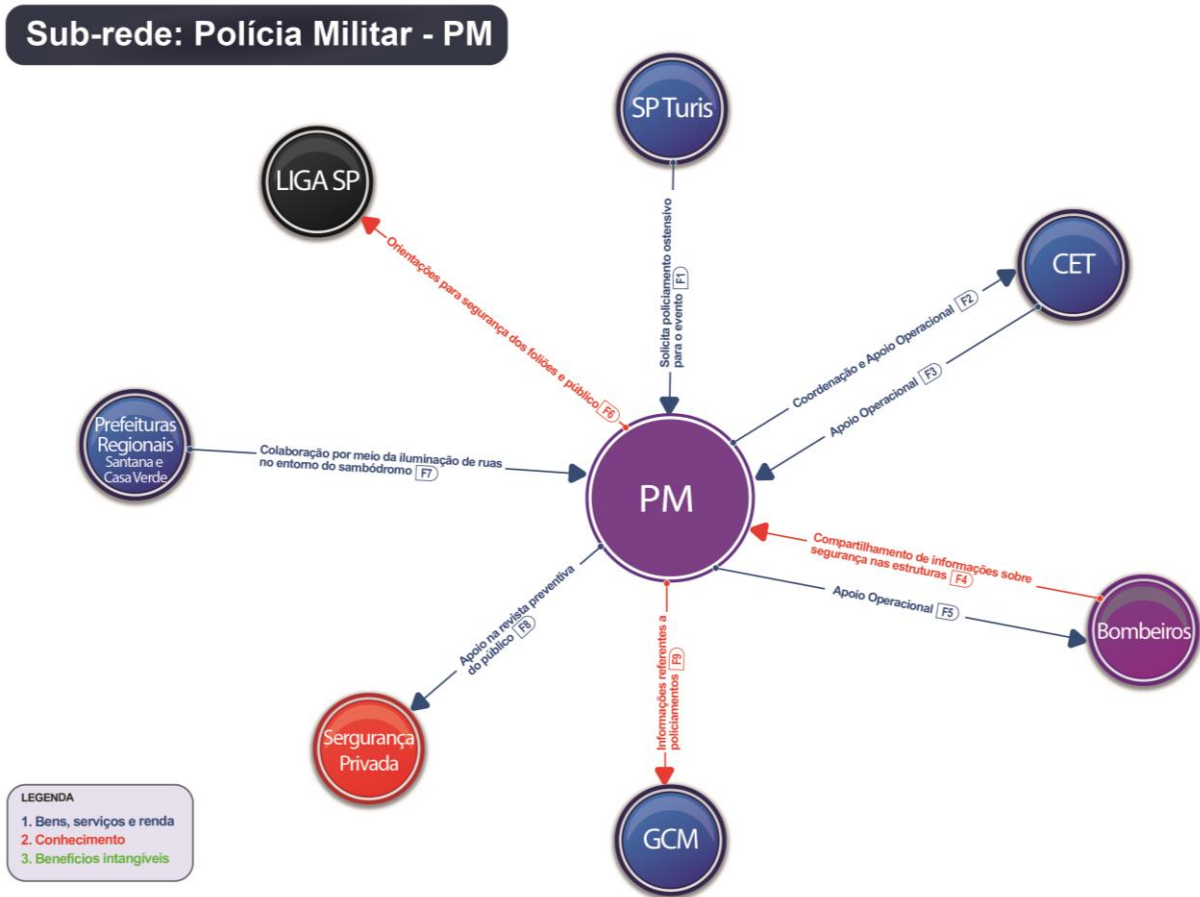 Sub-rede: Polícia Militar - PM
SP Turis
LIGA SP
CET
Solicita policiamento ostensivo
para o evento F1
Orientações para segurança dos foliões e público F6
Coordenação e Apoio Operacional F2
Apoio Operacional F3
Prefeituras
Regionais
Santana e
Casa Verde
Colaboração por meio da iluminação de ruas
no entorno do sambódromo F7
PM
Compartilhamento de informações sobre
segurança nas estruturas F4
Apoio Operacional F5
Bombeiros
Apoio na revista preventiva
do público F8
Informações referentes a
policiamentos F9
Sergurança
Privada
GCM
LEGENDA
1. Bens, serviços e renda
2. Conhecimento
3. Benefícios intangíveis